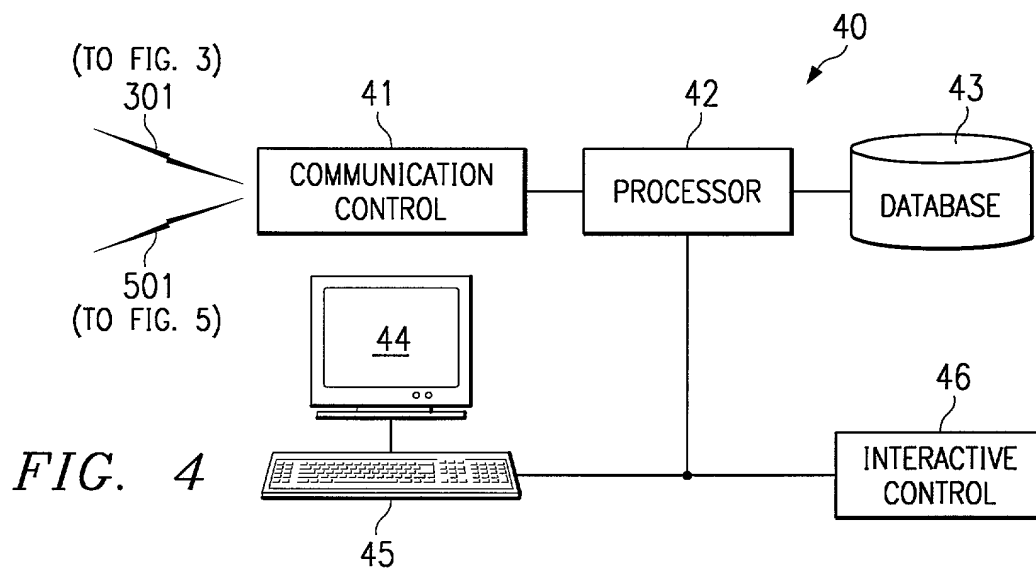 (TO FIG. 3)
301
501
(TO FIG. 5)
41
COMMUNICATION
CONTROL
42
PROCESSOR
40
43
DATABASE
44
45
46
INTERACTIVE
CONTROL
FIG. 4